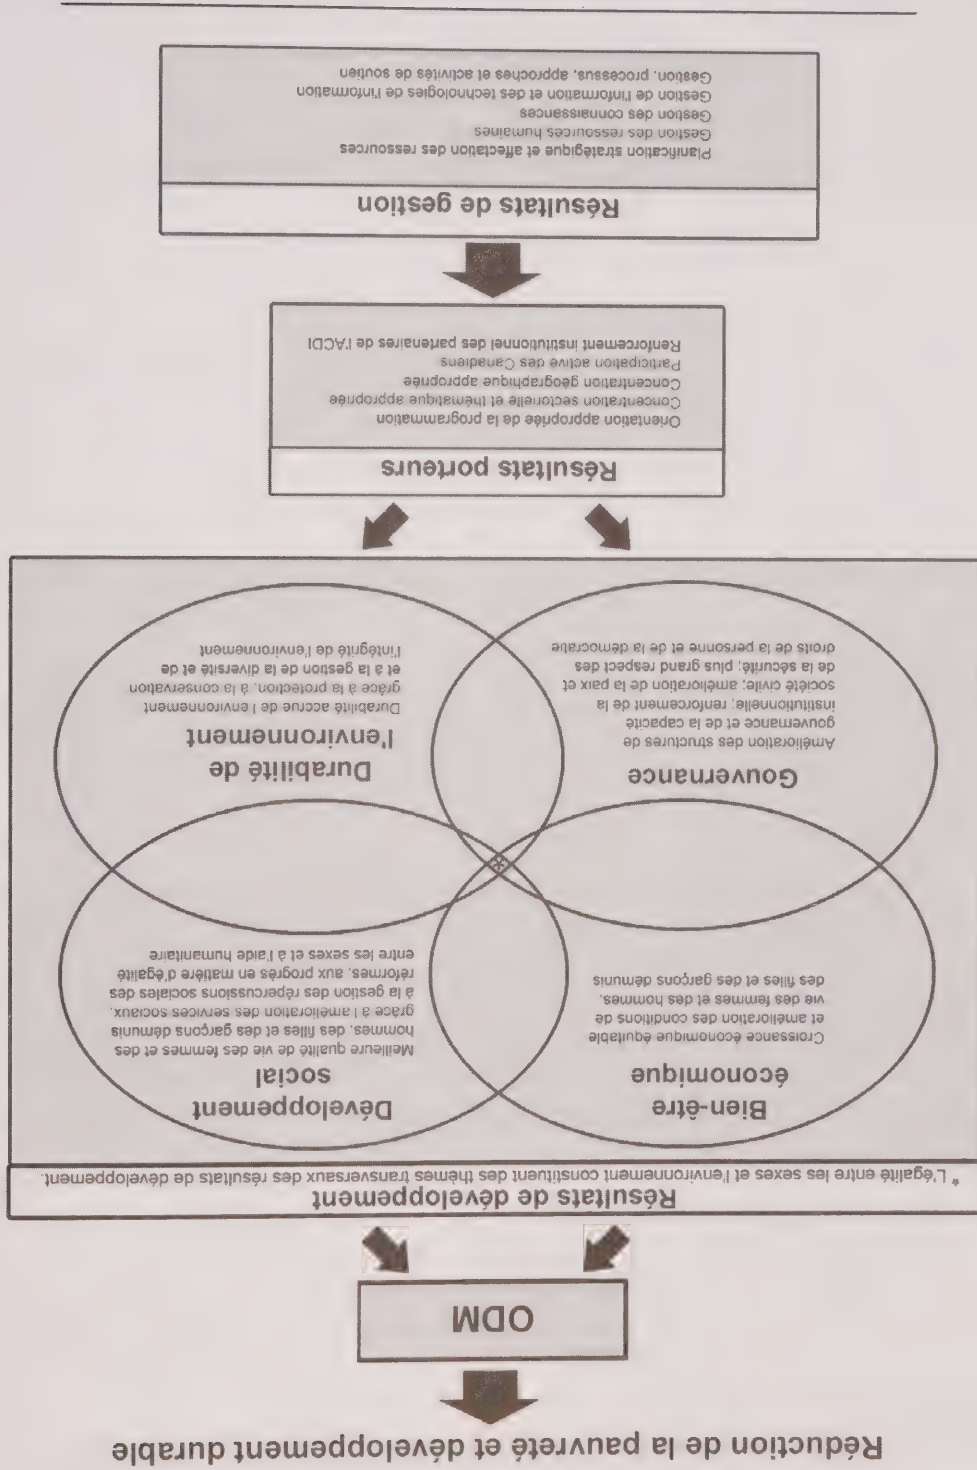 Réduction de la pauvreté et développement durable
ODM
Résultats de développement
* L'égalité entre les sexes et l'environnement constituent des thèmes transversaux des résultats de développement.
Bien-être
économique
Croissance économique équitable
et amélioration des conditions de
vie des femmes et des hommes,
des filles et des garçons démunis
Développement
social
Meilleure qualité de vie des femmes et des
hommes, des filles et des garçons démunis
grâce à l'amélioration des services sociaux,
à la gestion des répercussions sociales des
réformes, aux progrès en matière d'égalité
entre les sexes et à l'aide humanitaire
*
Gouvernance
Amélioration des structures de
gouvernance et de la capacité
institutionnelle; renforcement de la
société civile; amélioration de la paix et
de la sécurité; plus grand respect des
droits de la personne et de la démocratie
Durabilité de
l'environnement
Durabilité accrue de l'environnement
grâce à la protection, à la conservation
et à la gestion de la diversité et de
l'intégrité de l'environnement
Résultats porteurs
Orientation appropriée de la programmation
Concentration sectorielle et thématique appropriée
Concentration géographique appropriée
Participation active des Canadiens
Renforcement institutionnel des partenaires de l'ACDI
Résultats de gestion
Planification stratégique et affectation des ressources
Gestion des ressources humaines
Gestion des connaissances
Gestion de l'information et des technologies de l'information
Gestion, processus, approches et activités de soutien